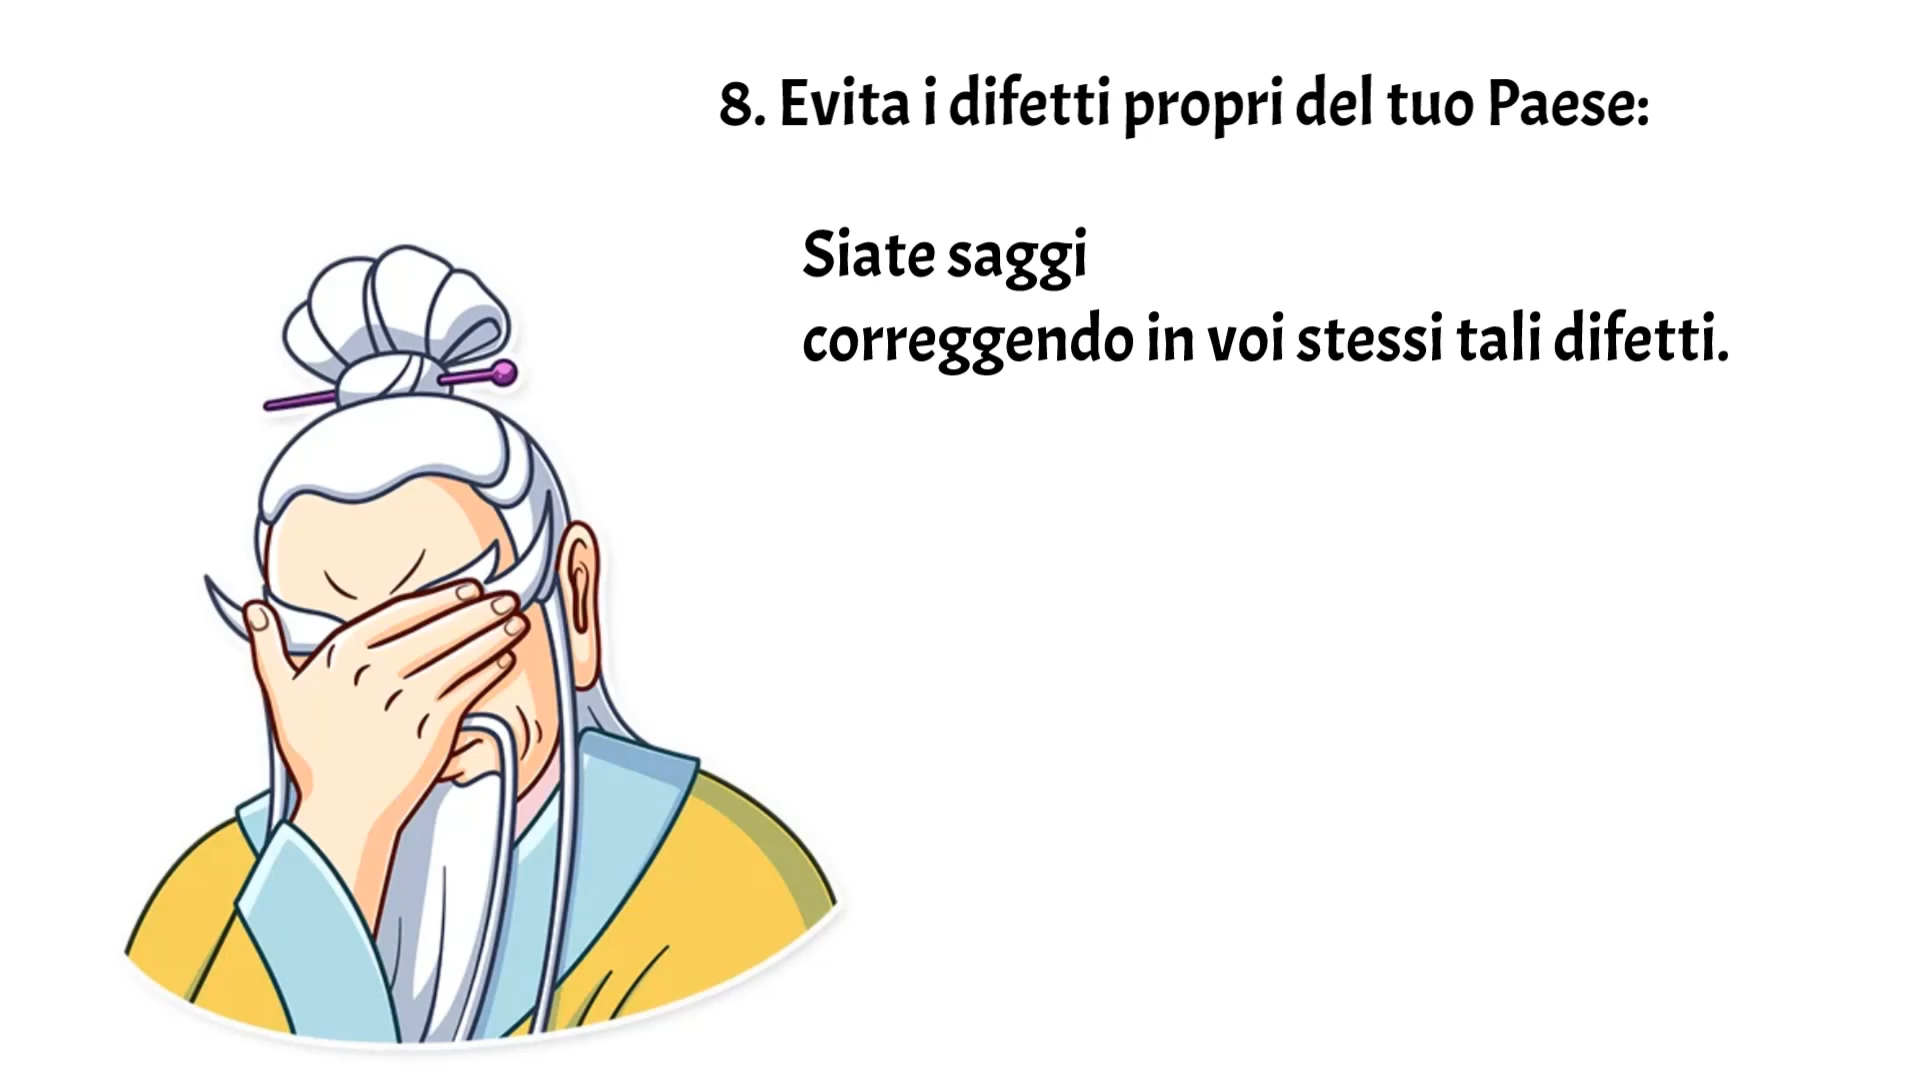 8. Evita i difetti propri del tuo Paese:
Siate saggi
correggendo in voi stessi tali difetti.